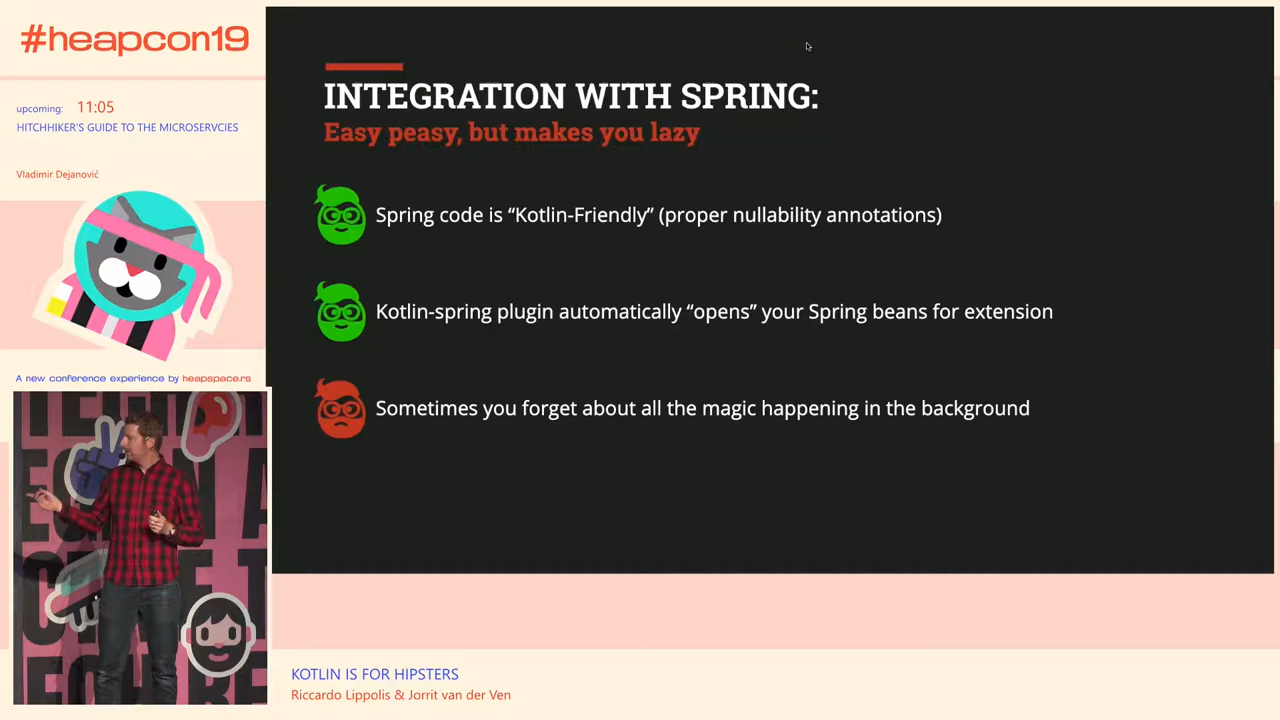 #heapcon19
upcoming: 11:05
HITCHHIKER'S GUIDE TO THE MICROSERVCIES
Vladimir Dejanović
A new conference experience by heapspace.rs
INTEGRATION WITH SPRING:
Easy peasy, but makes you lazy
Spring code is “Kotlin-Friendly” (proper nullability annotations)
Kotlin-spring plugin automatically “opens” your Spring beans for extension
Sometimes you forget about all the magic happening in the background
KOTLIN IS FOR HIPSTERS
Riccardo Lippolis & Jorrit van der Ven